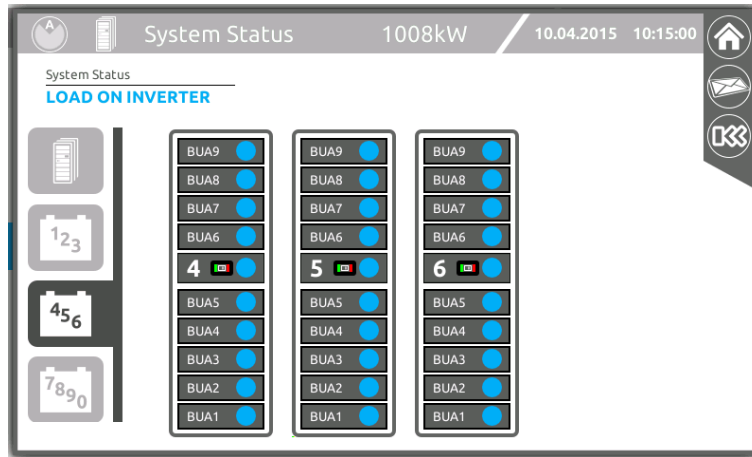 A System Status 1008kW 10.04.2015 10:15:00
System Status
LOAD ON INVERTER
BUA9 BUA9 BUA9
BUA8 BUA8 BUA8
BUA7 BUA7 BUA7
BUA6 BUA6 BUA6
4 5 6
BUA5 BUA5 BUA5
BUA4 BUA4 BUA4
BUA3 BUA3 BUA3
BUA2 BUA2 BUA2
BUA1 BUA1 BUA1
123
456
7890